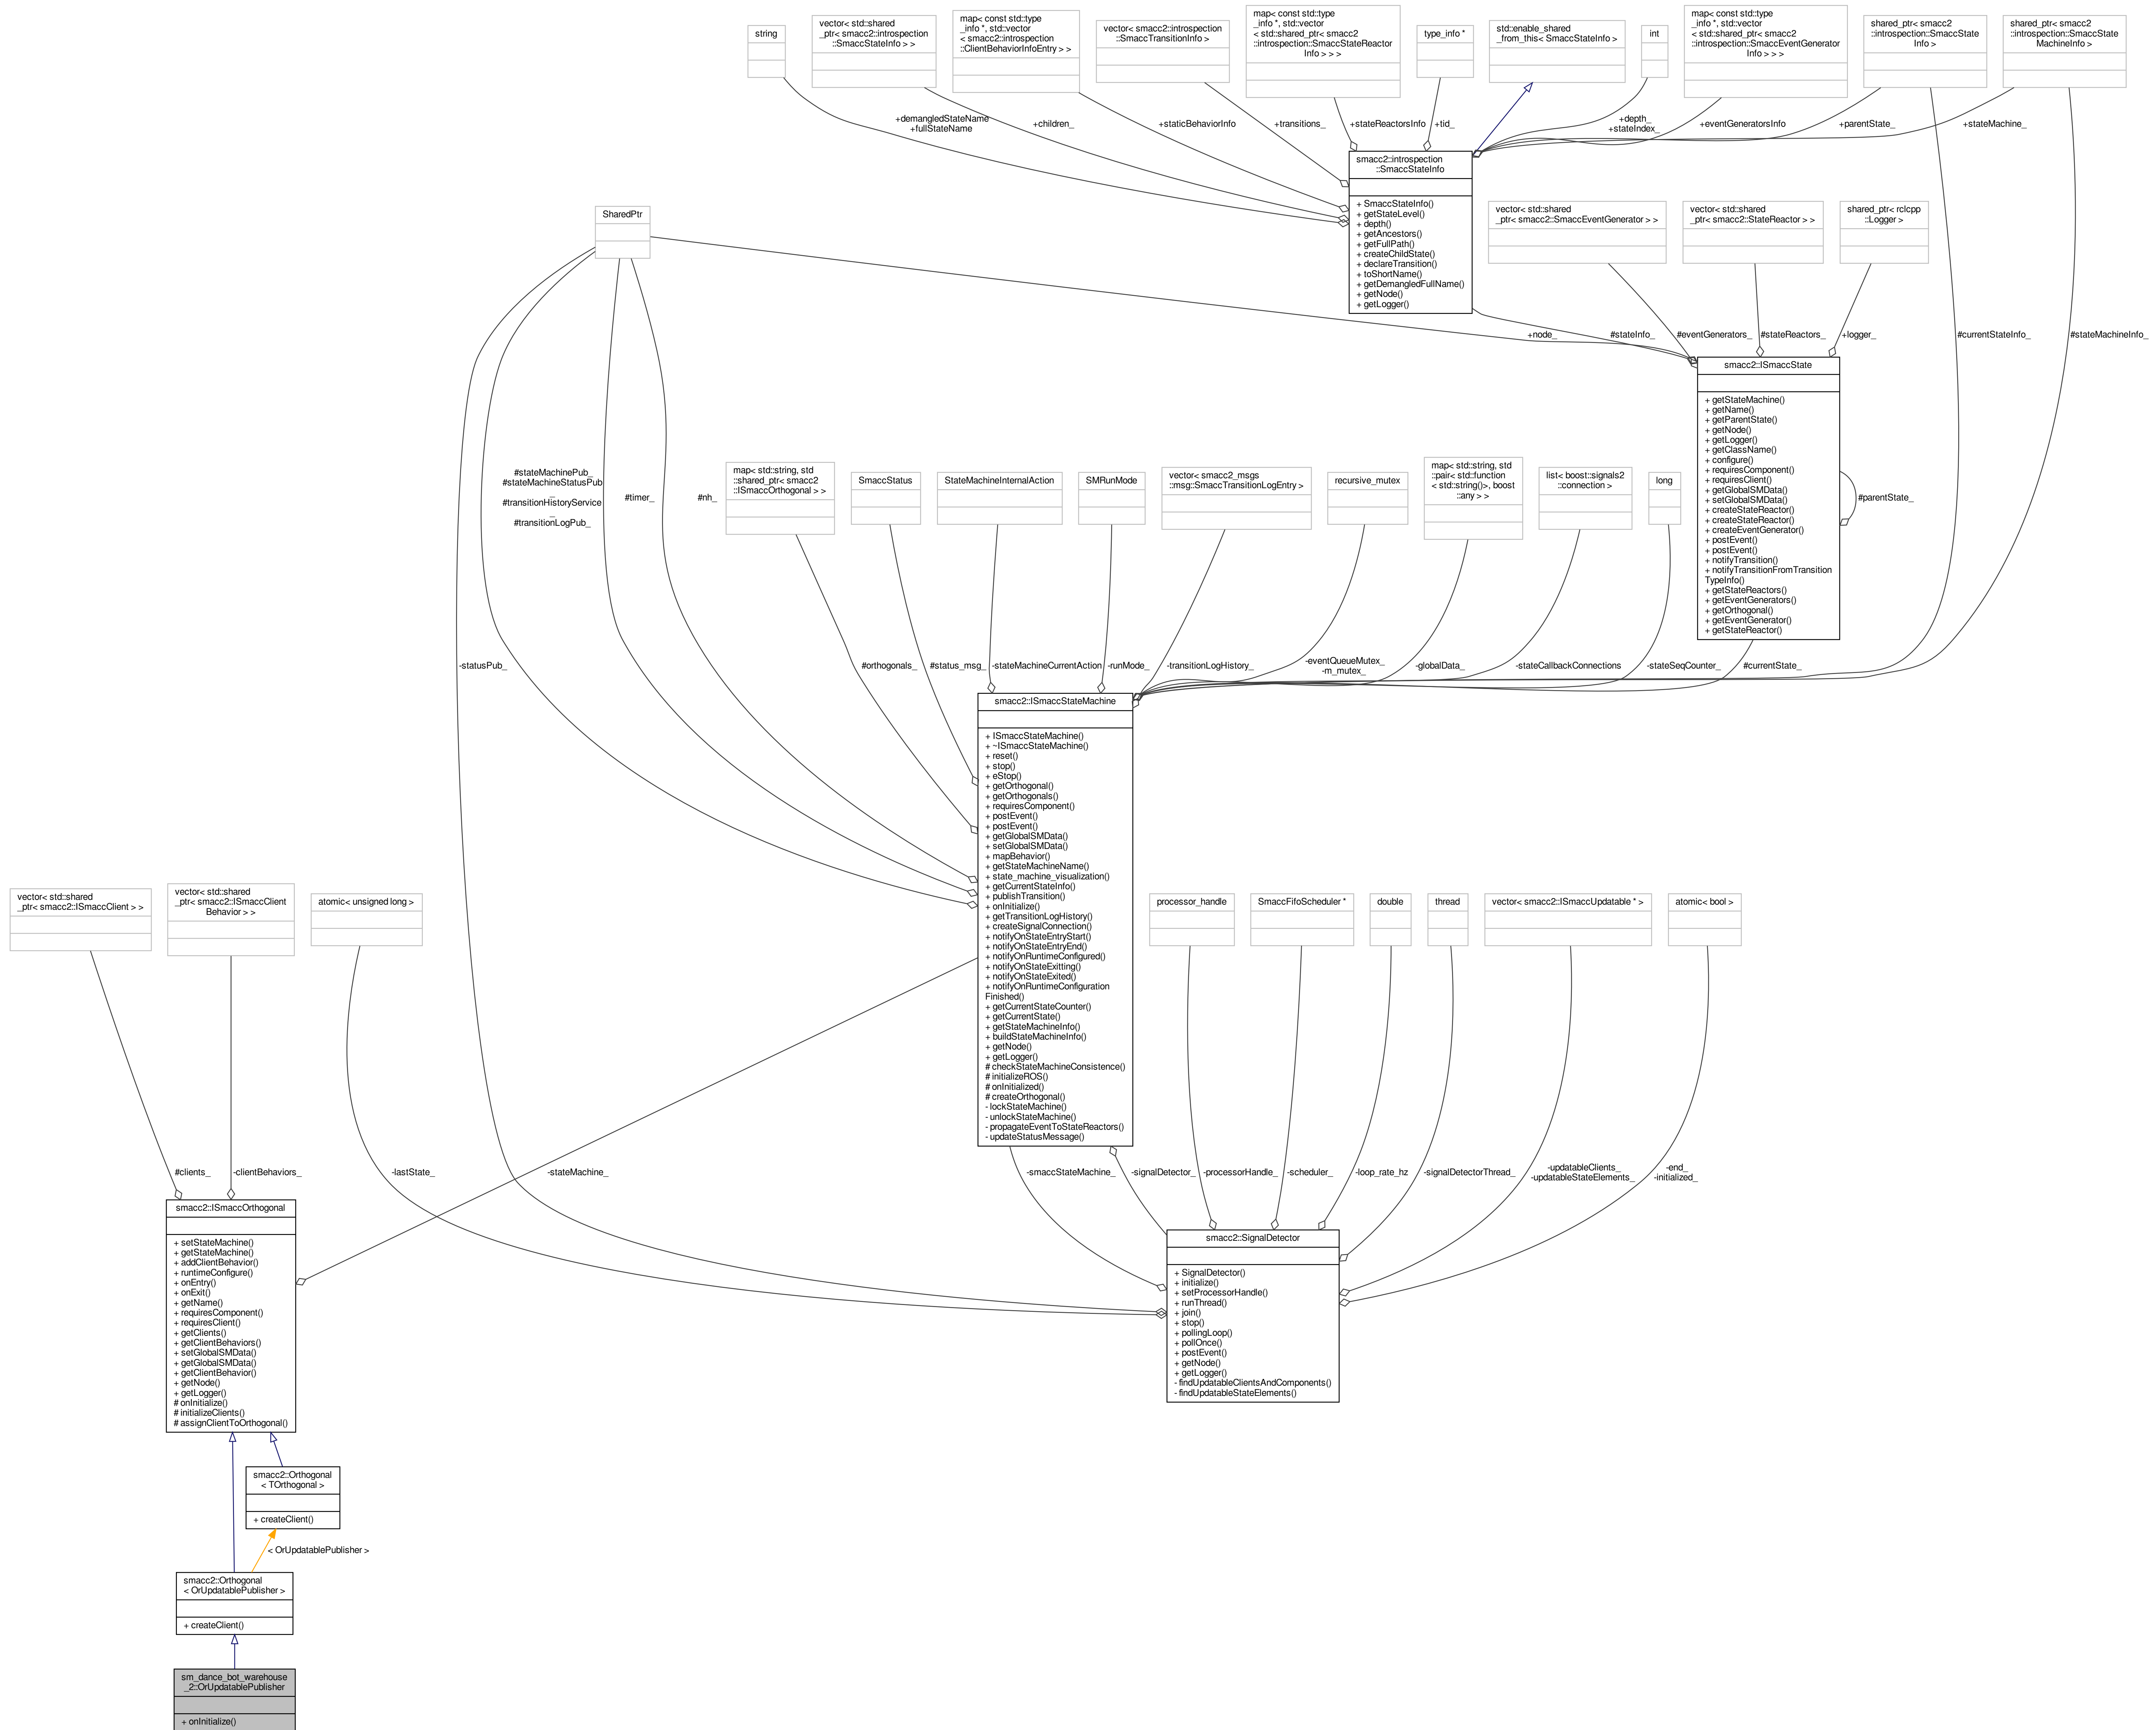 string
vector< std::shared
_ptr< smacc2::introspection
::SmaccStateInfo > >
map< const std::type
_info *, std::vector
< smacc2::introspection
::ClientBehaviorInfoEntry > >
vector< smacc2::introspection
::SmaccTransitionInfo >
map< const std::type
_info *, std::vector
< std::shared_ptr< smacc2
::introspection::SmaccStateReactor
Info > > >
type_info *
std::enable_shared
_from_this< SmaccStateInfo >
int
map< const std::type
_info *, std::vector
< std::shared_ptr< smacc2
::introspection::SmaccEventGenerator
Info > > >
shared_ptr< smacc2
::introspection::SmaccState
Info >
shared_ptr< smacc2
::introspection::SmaccState
MachineInfo >
+demangledStateName
+fullStateName
+children_
+staticBehaviorInfo
+transitions_
+stateReactorsInfo
+tid_
+depth_
+stateIndex_
+eventGeneratorsInfo
+parentState_
+stateMachine_
smacc2::introspection
::SmaccStateInfo
+ SmaccStateInfo()
+ getStateLevel()
+ depth()
+ getAncestors()
+ getFullPath()
+ createChildState()
+ declareTransition()
+ toShortName()
+ getDemangledFullName()
+ getNode()
+ getLogger()
SharedPtr
vector< std::shared
_ptr< smacc2::SmaccEventGenerator > >
vector< std::shared
_ptr< smacc2::StateReactor > >
shared_ptr< rclcpp
::Logger >
+node_
#stateInfo_
#eventGenerators_
#stateReactors_
+logger_
#currentStateInfo_
#stateMachineInfo_
smacc2::ISmaccState
+ getStateMachine()
+ getName()
+ getParentState()
+ getNode()
+ getLogger()
+ getClassName()
+ configure()
+ requiresComponent()
+ requiresClient()
+ getGlobalSMData()
+ setGlobalSMData()
+ createStateReactor()
+ createStateReactor()
+ createEventGenerator()
+ postEvent()
+ postEvent()
+ notifyTransition()
+ notifyTransitionFromTransition
TypeInfo()
+ getStateReactors()
+ getEventGenerators()
+ getOrthogonal()
+ getEventGenerator()
+ getStateReactor()
#parentState_
#stateMachinePub_
#stateMachineStatusPub
_
#transitionHistoryService
_
#transitionLogPub_
#timer_
#nh_
map< std::string, std
::shared_ptr< smacc2
::ISmaccOrthogonal > >
SmaccStatus
StateMachineInternalAction
SMRunMode
vector< smacc2_msgs
::msg::SmaccTransitionLogEntry >
recursive_mutex
map< std::string, std
::pair< std::function
< std::string()>, boost
::any > >
list< boost::signals2
::connection >
long
-statusPub_
#orthogonals_
#status_msg_
-stateMachineCurrentAction
-runMode_
-transitionLogHistory_
-eventQueueMutex_
-m_mutex_
-globalData_
-stateCallbackConnections
-stateSeqCounter_
#currentState_
smacc2::ISmaccStateMachine
+ ISmaccStateMachine()
+ ~ISmaccStateMachine()
+ reset()
+ stop()
+ eStop()
+ getOrthogonal()
+ getOrthogonals()
+ requiresComponent()
+ postEvent()
+ postEvent()
+ getGlobalSMData()
+ setGlobalSMData()
+ mapBehavior()
+ getStateMachineName()
+ state_machine_visualization()
+ getCurrentStateInfo()
+ publishTransition()
+ onInitialize()
+ getTransitionLogHistory()
+ createSignalConnection()
+ notifyOnStateEntryStart()
+ notifyOnStateEntryEnd()
+ notifyOnRuntimeConfigured()
+ notifyOnStateExitting()
+ notifyOnStateExited()
+ notifyOnRuntimeConfiguration
Finished()
+ getCurrentStateCounter()
+ getCurrentState()
+ getStateMachineInfo()
+ buildStateMachineInfo()
+ getNode()
+ getLogger()
# checkStateMachineConsistence()
# initializeROS()
# onInitialized()
# createOrthogonal()
- lockStateMachine()
- unlockStateMachine()
- propagateEventToStateReactors()
- updateStatusMessage()
vector< std::shared
_ptr< smacc2::ISmaccClient > >
vector< std::shared
_ptr< smacc2::ISmaccClient
Behavior > >
atomic< unsigned long >
processor_handle
SmaccFifoScheduler *
double
thread
vector< smacc2::ISmaccUpdatable * >
atomic< bool >
#clients_
-clientBehaviors_
-lastState_
-stateMachine_
-smaccStateMachine_
-signalDetector_
-processorHandle_
-scheduler_
-loop_rate_hz
-signalDetectorThread_
-updatableClients_
-updatableStateElements_
-end_
-initialized_
smacc2::ISmaccOrthogonal
+ setStateMachine()
+ getStateMachine()
+ addClientBehavior()
+ runtimeConfigure()
+ onEntry()
+ onExit()
+ getName()
+ requiresComponent()
+ requiresClient()
+ getClients()
+ getClientBehaviors()
+ setGlobalSMData()
+ getGlobalSMData()
+ getClientBehavior()
+ getNode()
+ getLogger()
# onInitialize()
# initializeClients()
# assignClientToOrthogonal()
smacc2::SignalDetector
+ SignalDetector()
+ initialize()
+ setProcessorHandle()
+ runThread()
+ join()
+ stop()
+ pollingLoop()
+ pollOnce()
+ postEvent()
+ getNode()
+ getLogger()
- findUpdatableClientsAndComponents()
- findUpdatableStateElements()
smacc2::Orthogonal
< TOrthogonal >
+ createClient()
< OrUpdatablePublisher >
smacc2::Orthogonal
< OrUpdatablePublisher >
+ createClient()
sm_dance_bot_warehouse
_2::OrUpdatablePublisher
+ onInitialize()